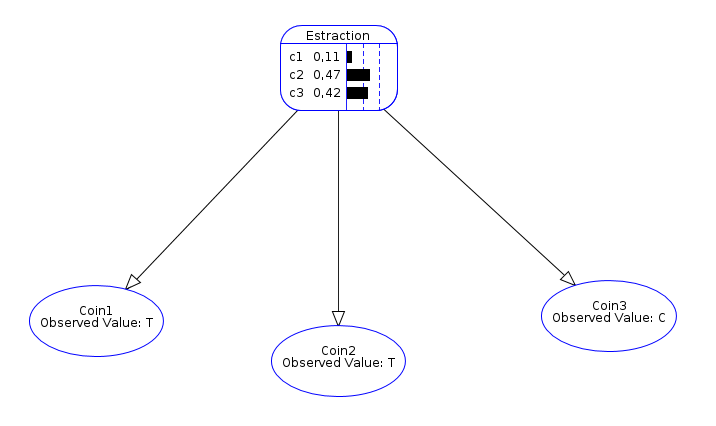 Estraction
c1 0,11
c2 0,47
c3 0,42
Coin1
Observed Value: T
Coin2
Observed Value: T
Coin3
Observed Value: C